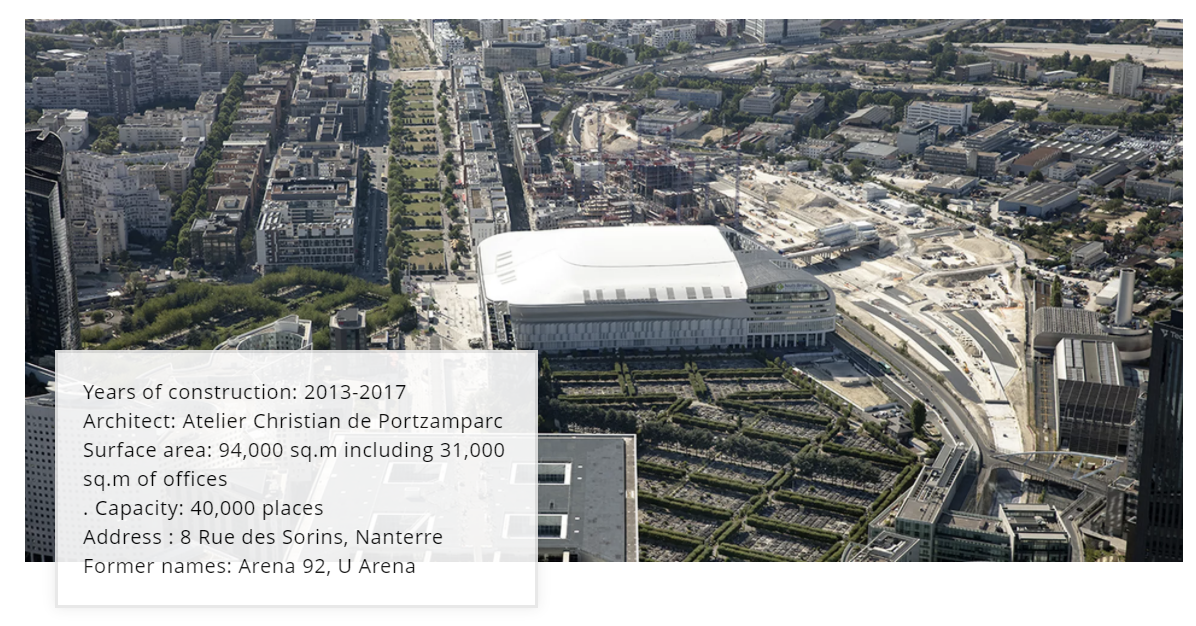 Years of construction: 2013-2017
Architect: Atelier Christian de Portzamparc
Surface area: 94,000 sq.m including 31,000
sq.m of offices
. Capacity: 40,000 places
Address : 8 Rue des Sorins, Nanterre
Former names: Arena 92, U Arena